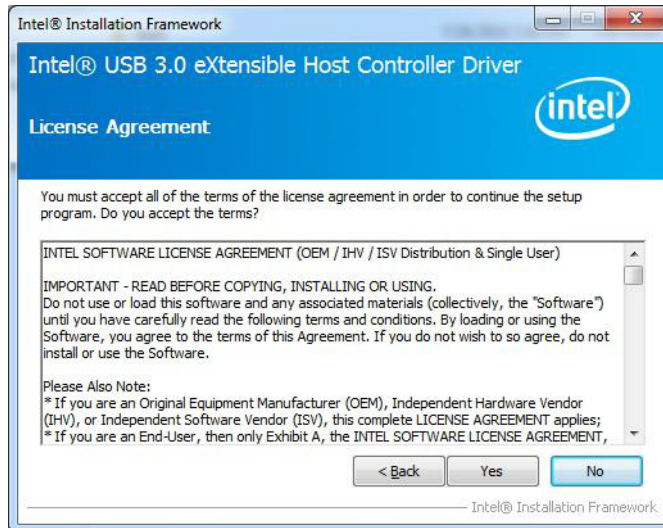 Intel® Installation Framework
Intel® USB 3.0 eXtensible Host Controller Driver
License Agreement
intel
You must accept all of the terms of the license agreement in order to continue the setup
program. Do you accept the terms?
INTEL SOFTWARE LICENSE AGREEMENT (OEM / IHV / ISV Distribution & Single User)
IMPORTANT - READ BEFORE COPYING, INSTALLING OR USING.
Do not use or load this software and any associated materials (collectively, the "Software")
until you have carefully read the following terms and conditions. By loading or using the
Software, you agree to the terms of this Agreement. If you do not wish to so agree, do not
install or use the Software.
Please Also Note:
* If you are an Original Equipment Manufacturer (OEM), Independent Hardware Vendor
(IHV), or Independent Software Vendor (ISV), this complete LICENSE AGREEMENT applies;
* If you are an End-User, then only Exhibit A, the INTEL SOFTWARE LICENSE AGREEMENT,
< Back Yes No
Intel® Installation Framework